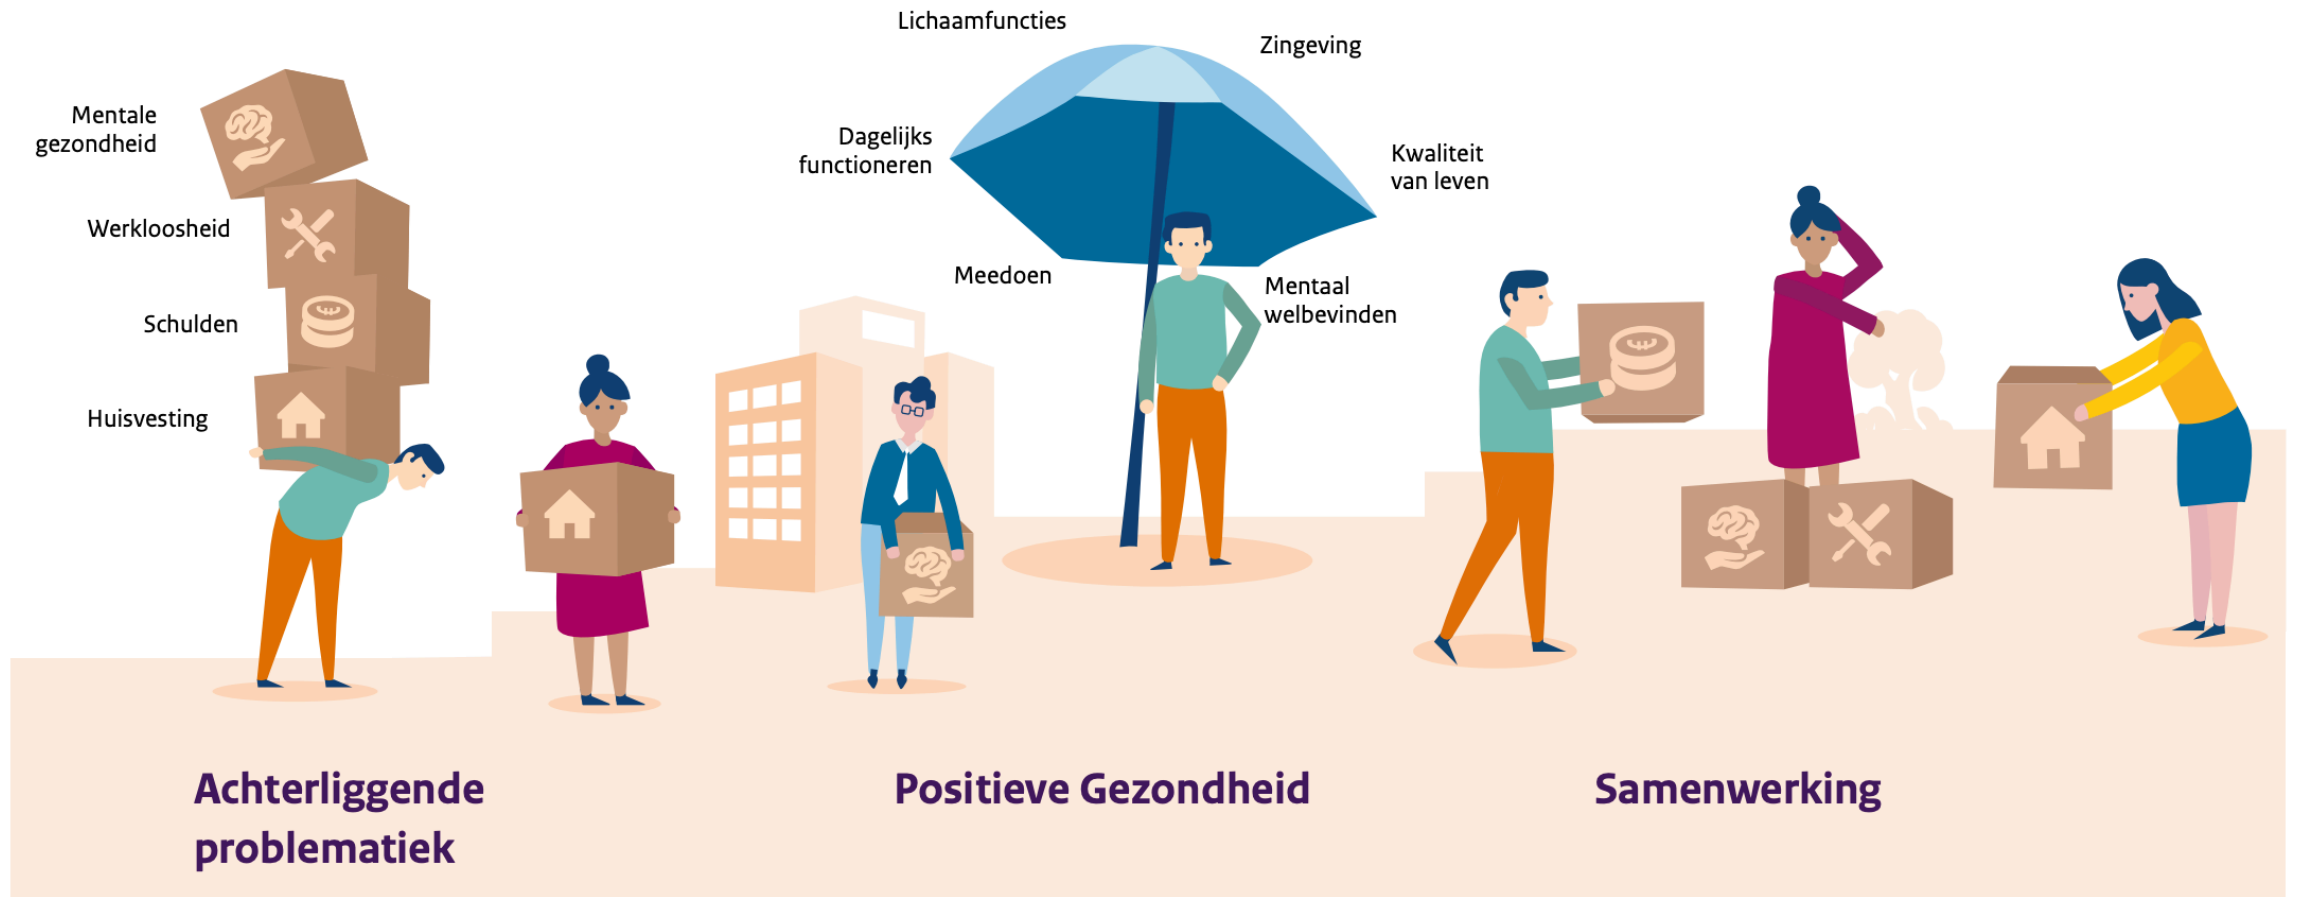 Mentale
gezondheid
Werkloosheid
Schulden
Huisvesting
Lichaamfuncties
Zingeving
Dagelijks
functioneren
Kwaliteit
van leven
Meedoen
Mentaal
welbevinden
Achterliggende
problematiek
Positieve Gezondheid
Samenwerking